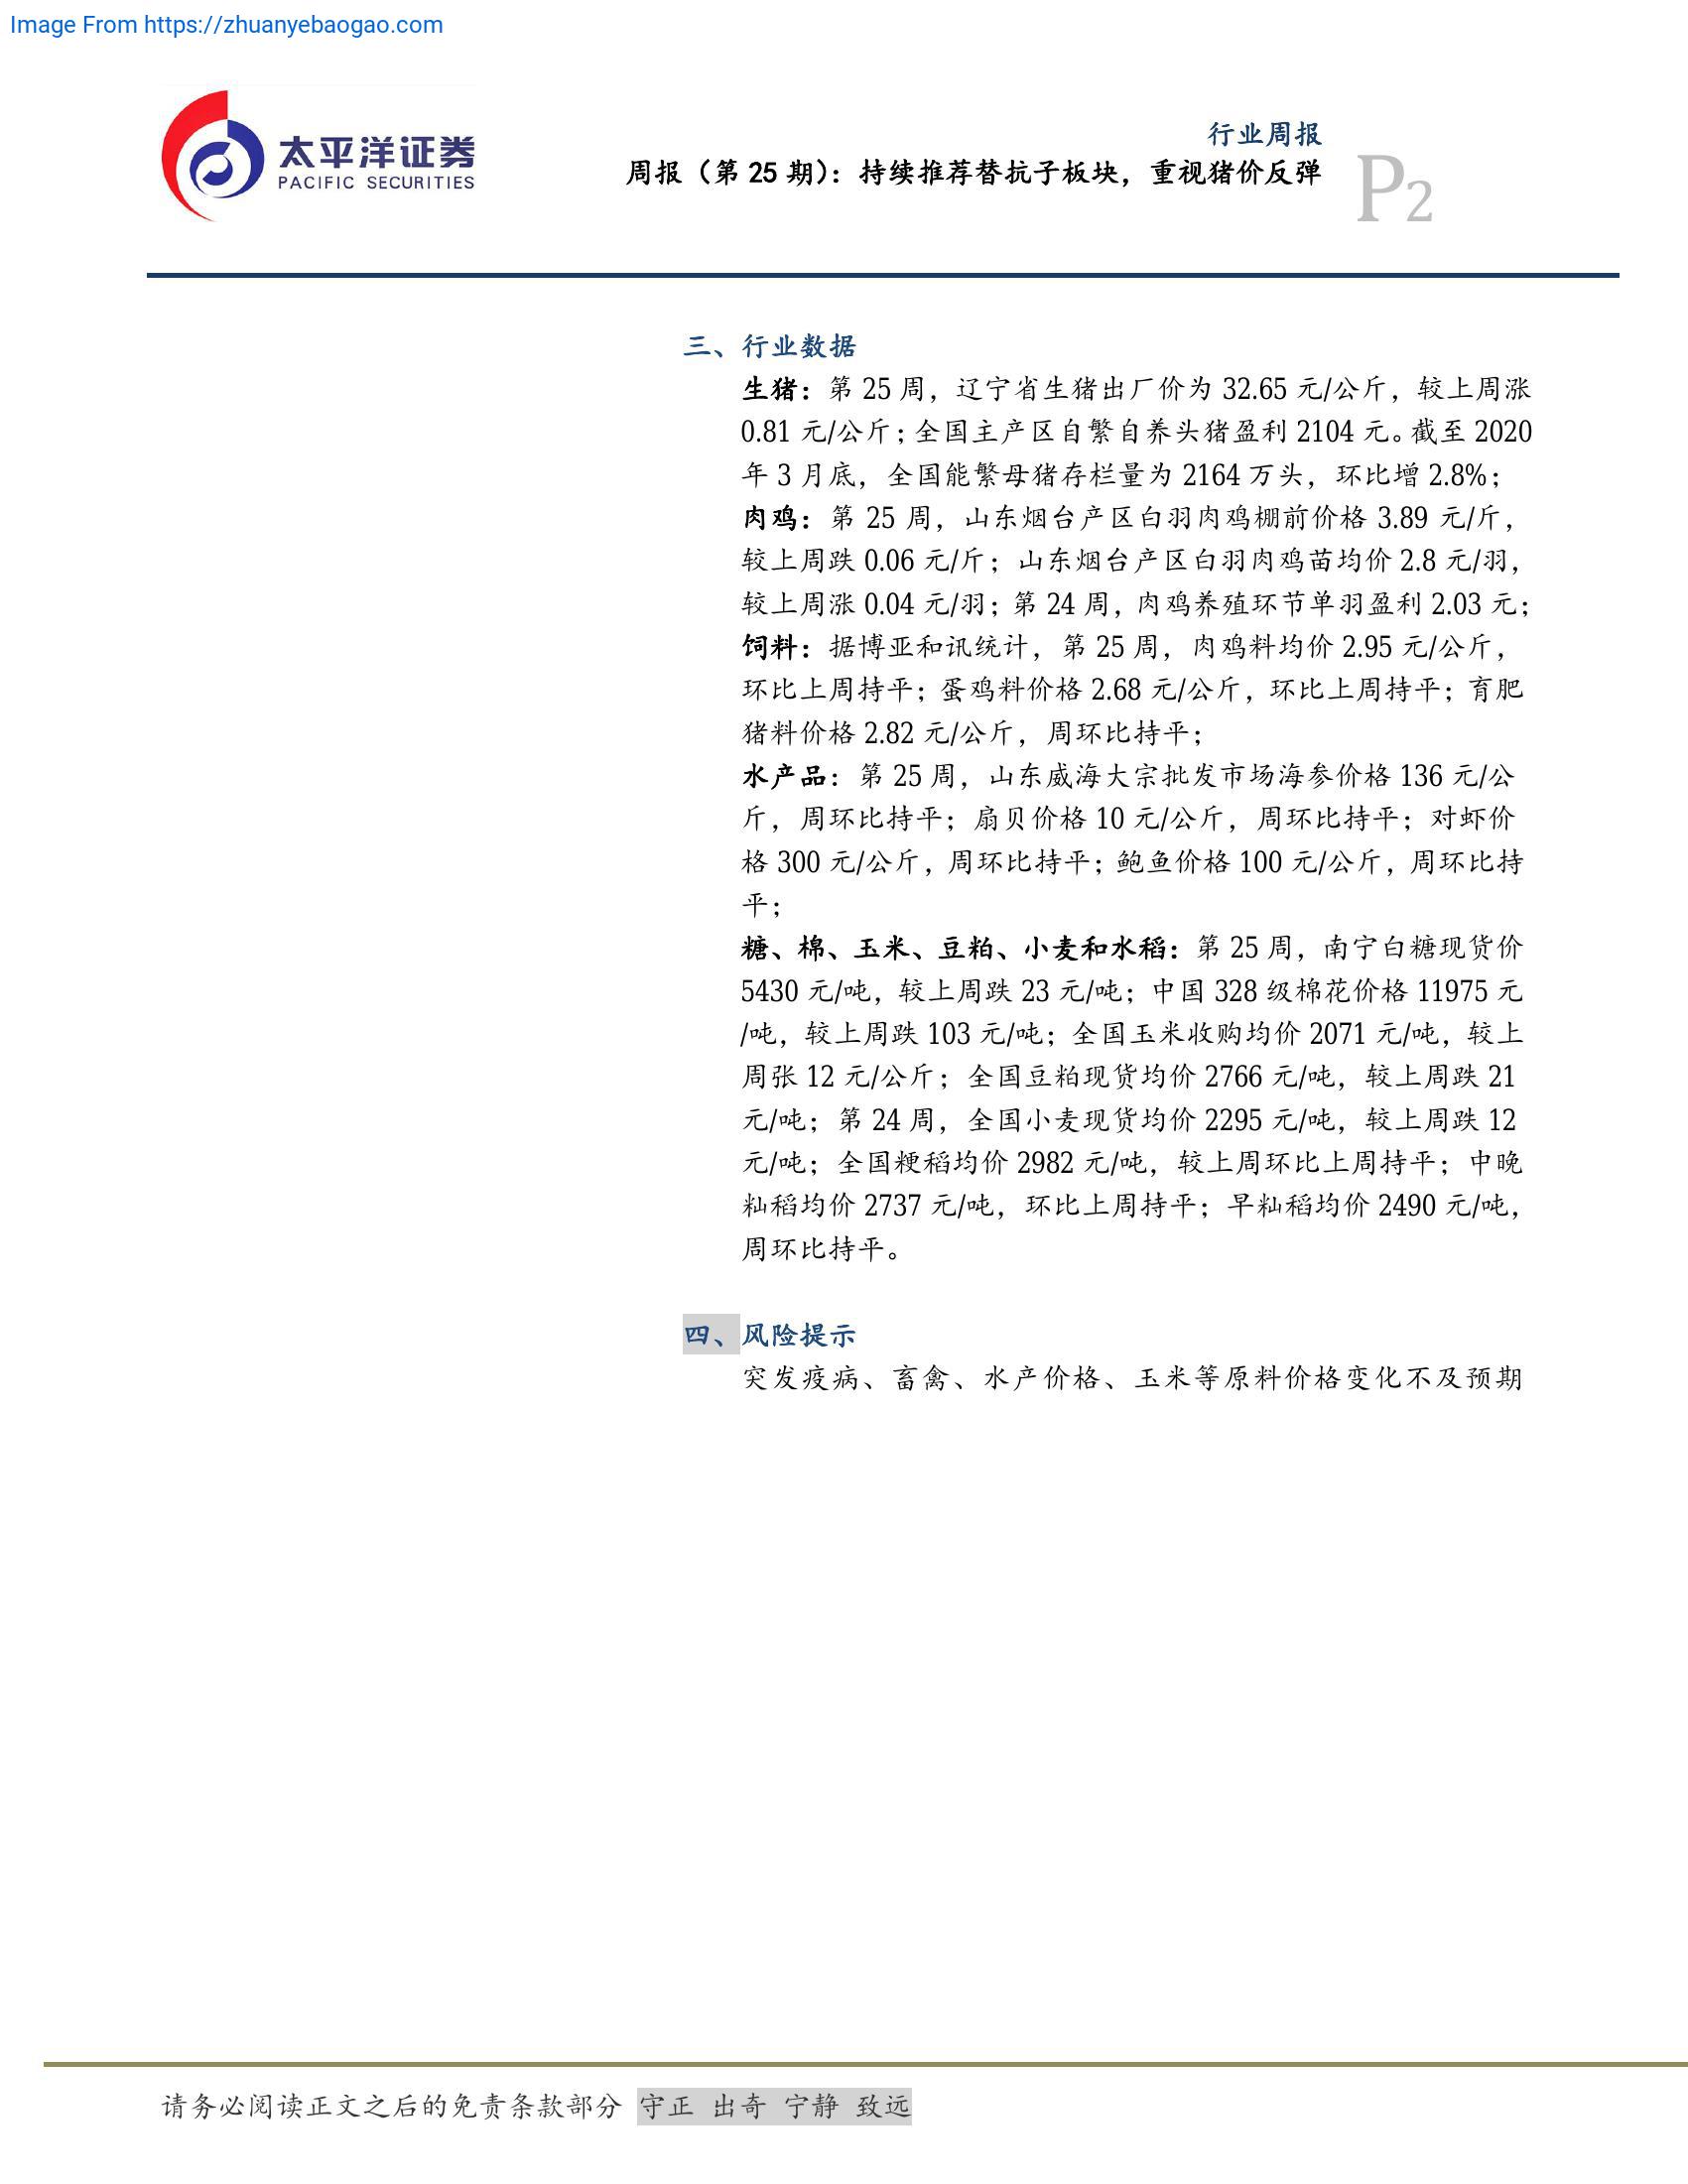 Image From https://zhuanyebaogao.com
太平洋证券
PACIFIC SECURITIES
行业周报
周报（第 25 期）：持续推荐替抗子板块，重视猪价反弹
P2
三、行业数据
生猪：第 25 周，辽宁省生猪出厂价为 32.65 元/公斤，较上周涨
0.81 元/公斤；全国主产区自繁自养头猪盈利 2104 元。截至 2020
年 3 月底，全国能繁母猪存栏量为 2164 万头，环比增 2.8%；
肉鸡：第 25 周，山东烟台产区白羽肉鸡棚前价格 3.89 元/斤，
较上周跌 0.06 元/斤；山东烟台产区白羽肉鸡苗均价 2.8 元/羽，
较上周涨 0.04 元/羽；第 24 周，肉鸡养殖环节单羽盈利 2.03 元；
饲料：据博亚和讯统计，第 25 周，肉鸡料均价 2.95 元/公斤，
环比上周持平；蛋鸡料价格 2.68 元/公斤，环比上周持平；育肥
猪料价格 2.82 元/公斤，周环比持平；
水产品：第 25 周，山东威海大宗批发市场海参价格 136 元/公
斤，周环比持平；扇贝价格 10 元/公斤，周环比持平；对虾价
格 300 元/公斤，周环比持平；鲍鱼价格 100 元/公斤，周环比持
平；
糖、棉、玉米、豆粕、小麦和水稻：第 25 周，南宁白糖现货价
5430 元/吨，较上周跌 23 元/吨；中国 328 级棉花价格 11975 元
/吨，较上周跌 103 元/吨；全国玉米收购均价 2071 元/吨，较上
周张 12 元/公斤；全国豆粕现货均价 2766 元/吨，较上周跌 21
元/吨；第 24 周，全国小麦现货均价 2295 元/吨，较上周跌 12
元/吨；全国粳稻均价 2982 元/吨，较上周环比上周持平；中晚
籼稻均价 2737 元/吨，环比上周持平；早籼稻均价 2490 元/吨，
周环比持平。
四、风险提示
突发疫病、畜禽、水产价格、玉米等原料价格变化不及预期
请务必阅读正文之后的免责条款部分 守正 出奇 宁静 致远